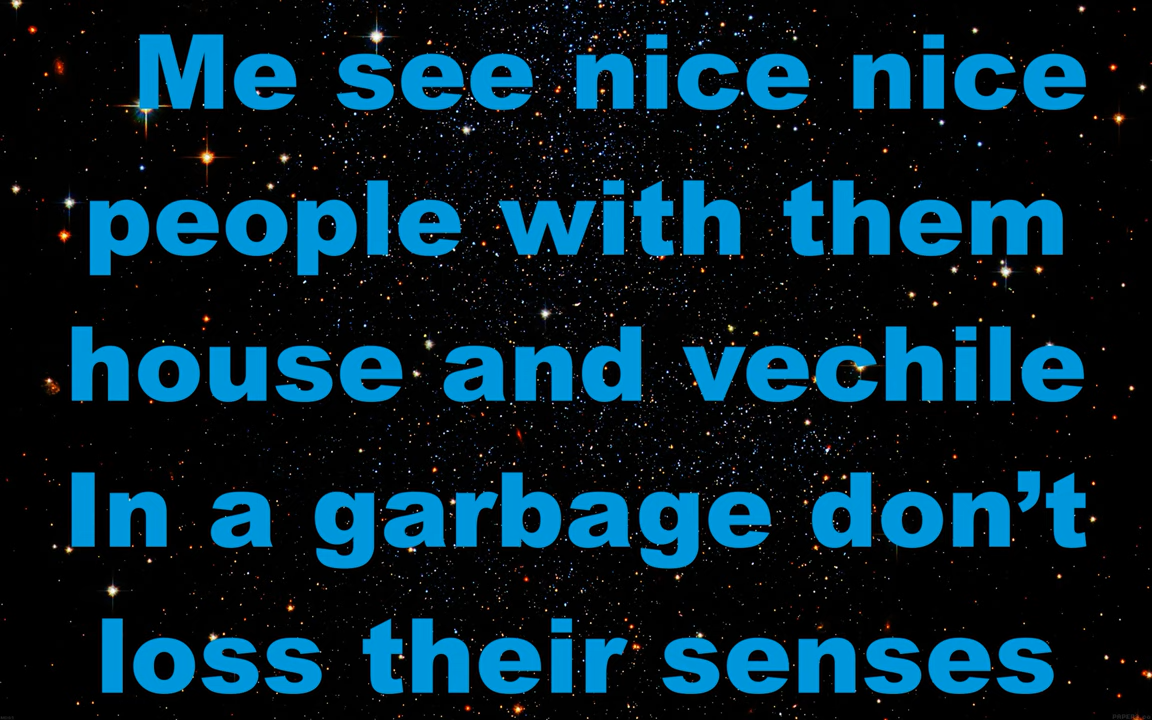 Me see nice nice
people with them
house and vechile
In a garbage don’t
loss their senses